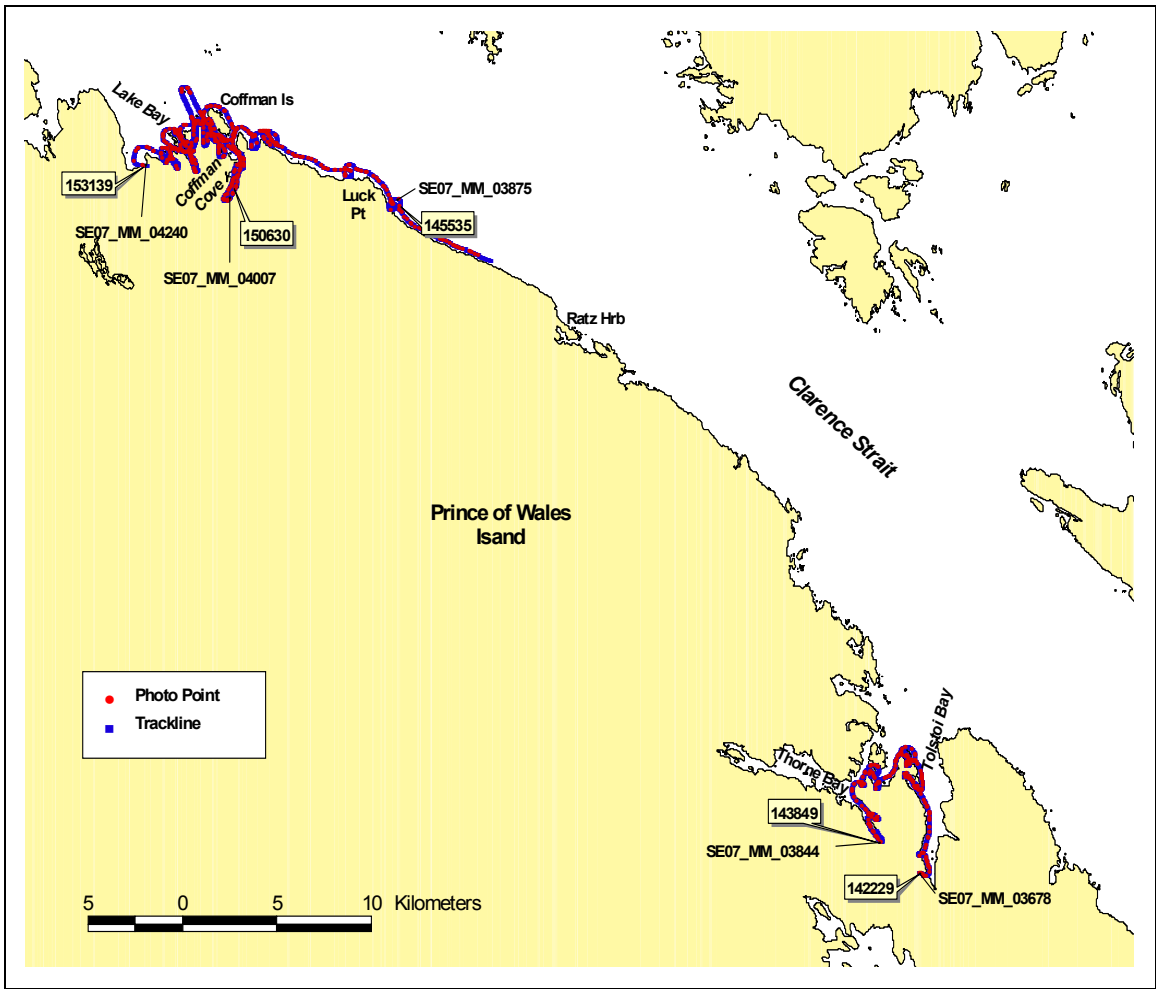 Lake Bay
Coffman Is
153139
Coffman
Cove
SE07_MM_04240
150630
SE07_MM_04007
Luck
Pt
SE07_MM_03875
145535
Ratz Hrb
Clarence Strait
Prince of Wales
Isand
Photo Point
Trackline
Tolstoi Bay
Thorne Bay
143849
SE07_MM_03844
142229
SE07_MM_03678
5 0 5 10 Kilometers